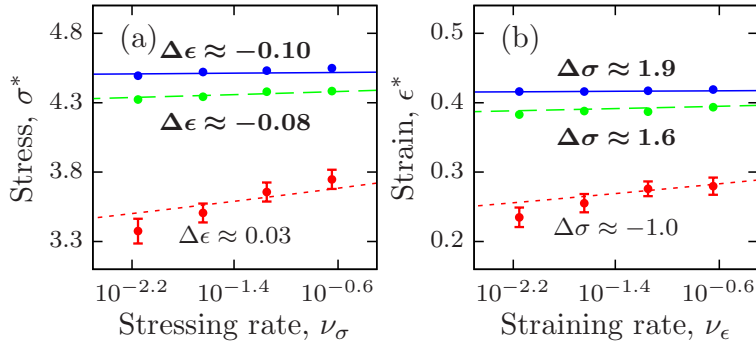 (a)
Stress, σ*
4.8
4.3
3.8
3.3
Δϵ ≈ −0.10
Δϵ ≈ −0.08
Δϵ ≈ 0.03
10^−2.2 10^−1.4 10^−0.6
Stressing rate, ν_σ
(b)
Strain, ϵ*
0.5
0.4
0.3
0.2
Δσ ≈ 1.9
Δσ ≈ 1.6
Δσ ≈ −1.0
10^−2.2 10^−1.4 10^−0.6
Straining rate, ν_ϵ